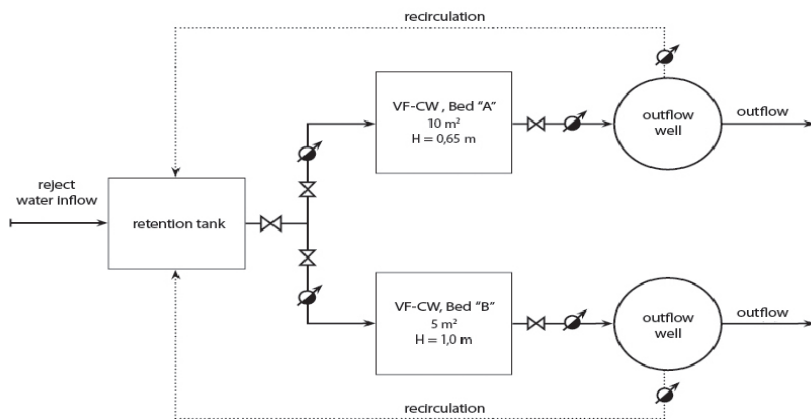 recirculation
VF-CW , Bed "A"
10 m²
H = 0,65 m
outflow
well
outflow
reject
water inflow
retention tank
VF-CW, Bed "B"
5 m²
H = 1,0 m
outflow
well
outflow
recirculation